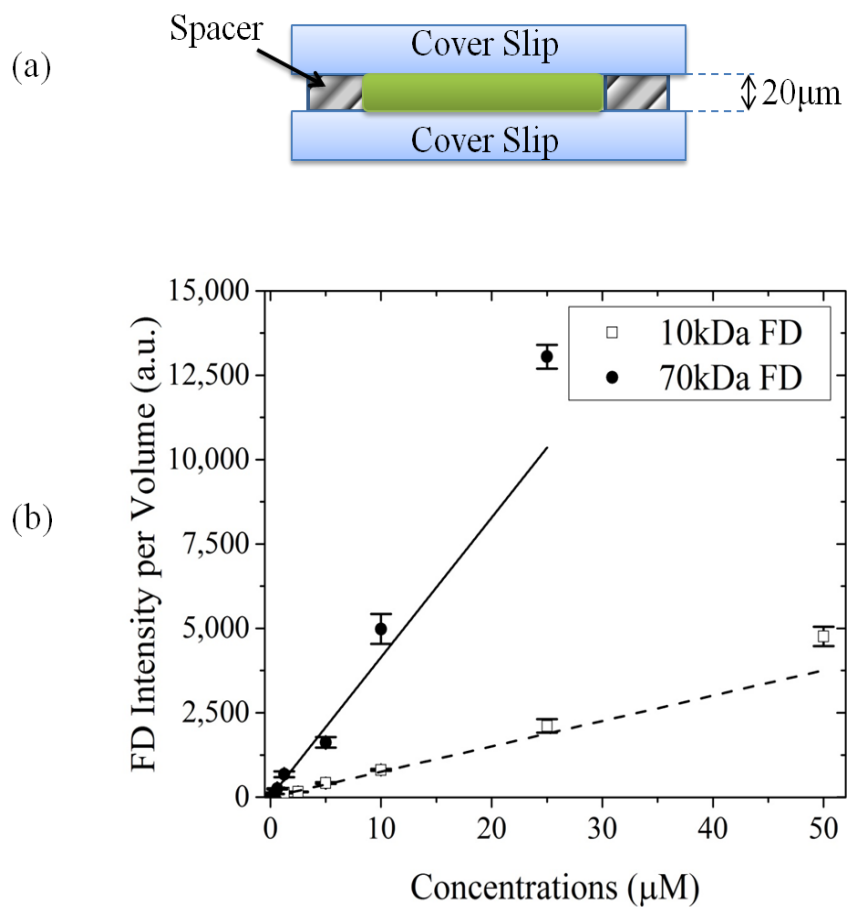 (a)
Spacer
Cover Slip
20μm
Cover Slip
(b)
FD Intensity per Volume (a.u.)
15,000
12,500
10,000
7,500
5,000
2,500
0
10kDa FD
70kDa FD
0 10 20 30 40 50
Concentrations (μM)